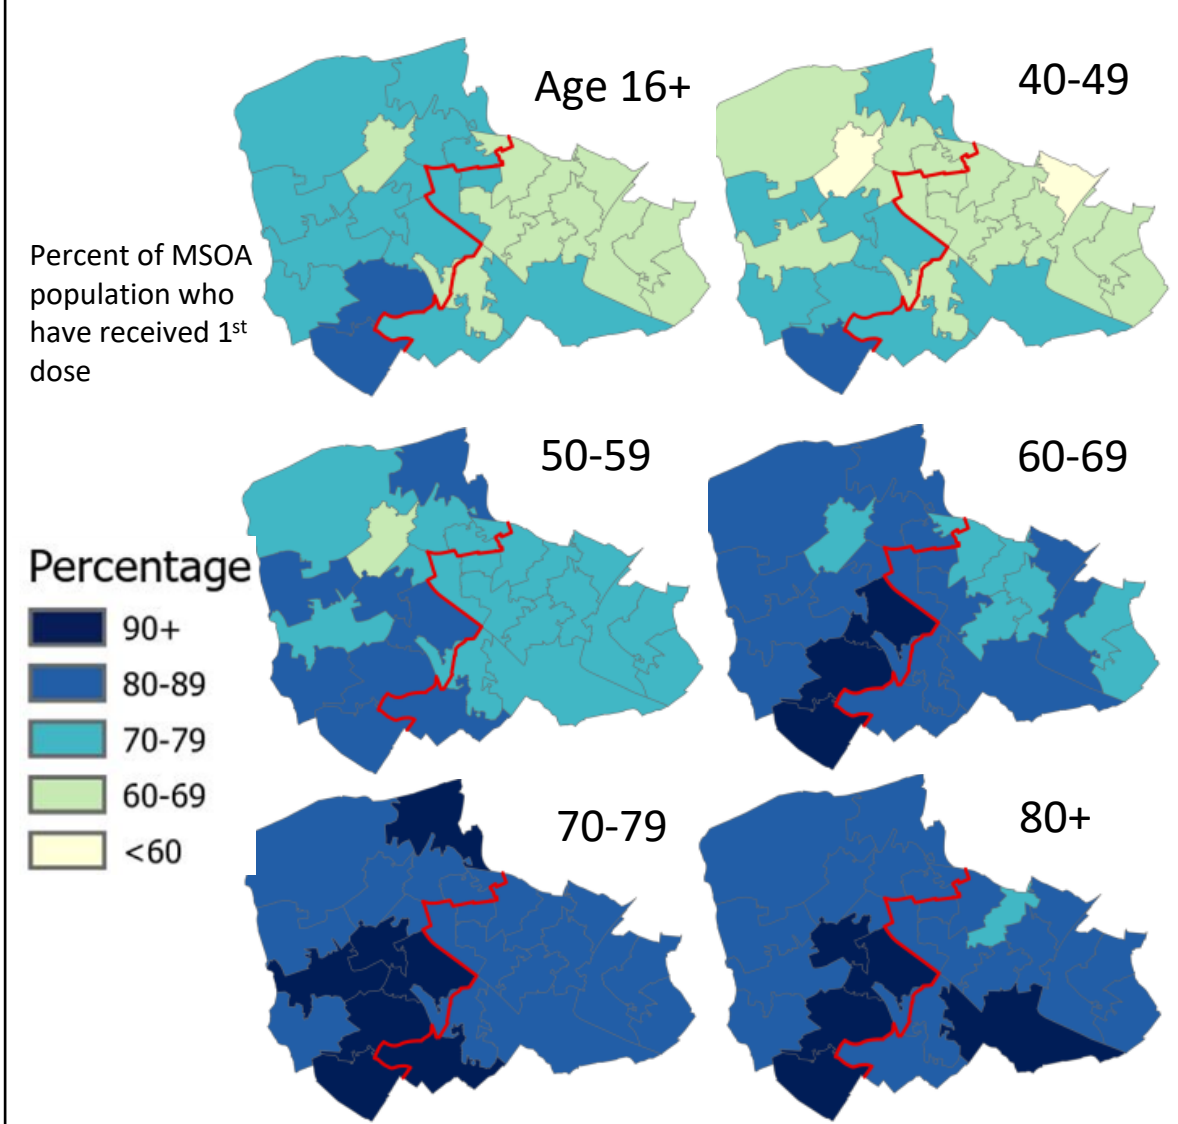 Age 16+
40-49
Percent of MSOA
population who
have received 1st
dose
50-59
60-69
Percentage
90+
80-89
70-79
60-69
<60
70-79
80+